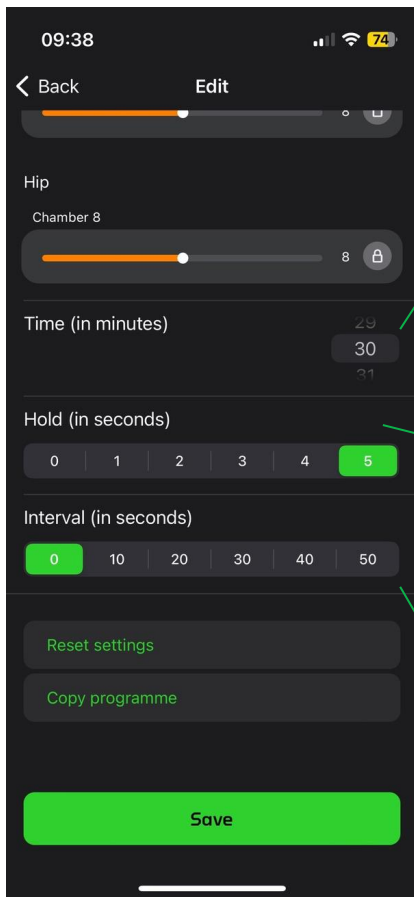 09:38
74
Back
Edit
8
Hip
Chamber 8
8
Time (in minutes)
29
30
31
Hold (in seconds)
0 1 2 3 4 5
Interval (in seconds)
0 10 20 30 40 50
Reset settings
Copy programme
Save